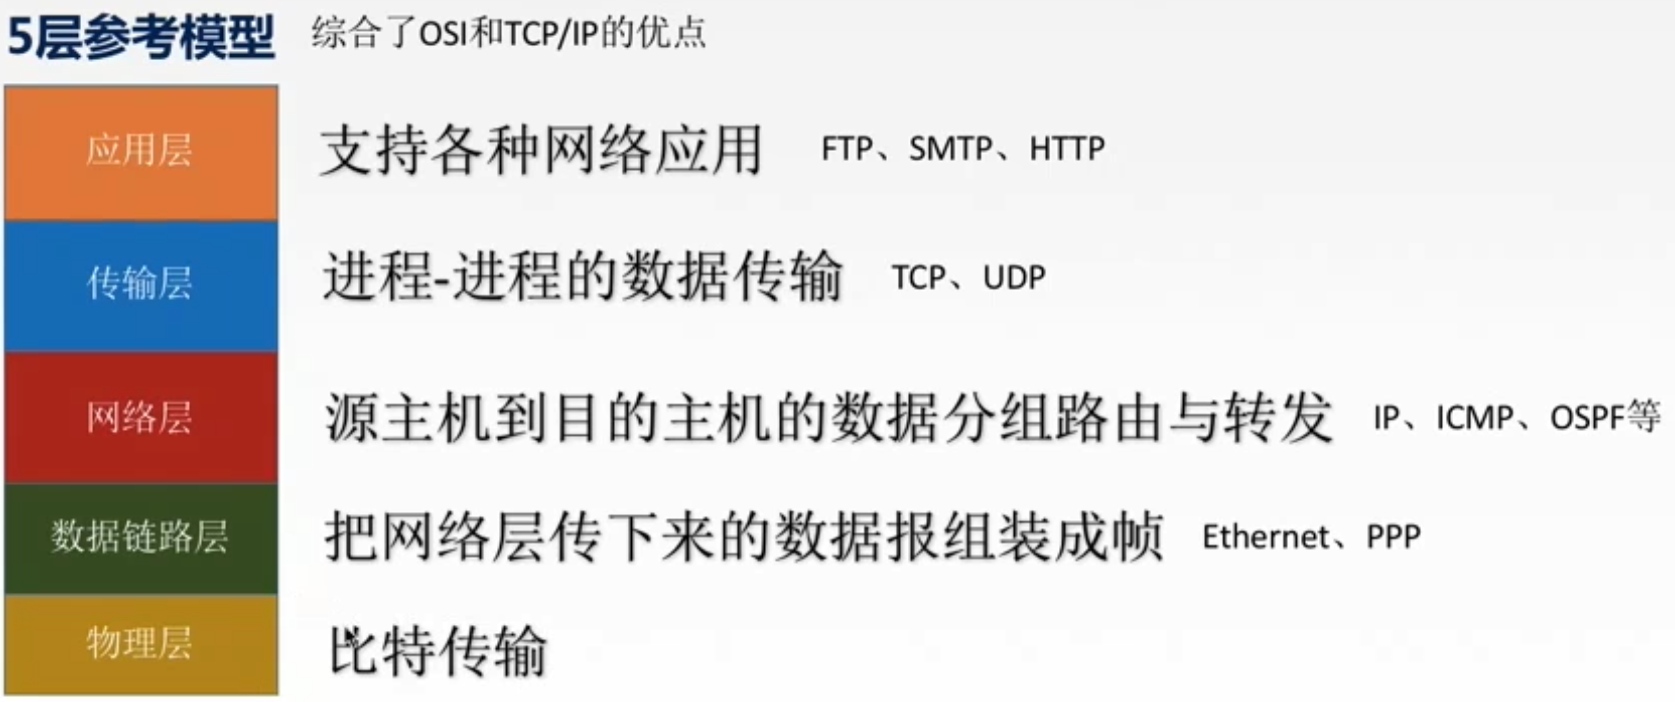 5层参考模型 综合了OSI和TCP/IP的优点
应用层 支持各种网络应用 FTP、SMTP、HTTP
传输层 进程-进程的数据传输 TCP、UDP
网络层 源主机到目的主机的数据分组路由与转发 IP、ICMP、OSPF等
数据链路层 把网络层传下来的数据报组装成帧 Ethernet、PPP
物理层 比特传输